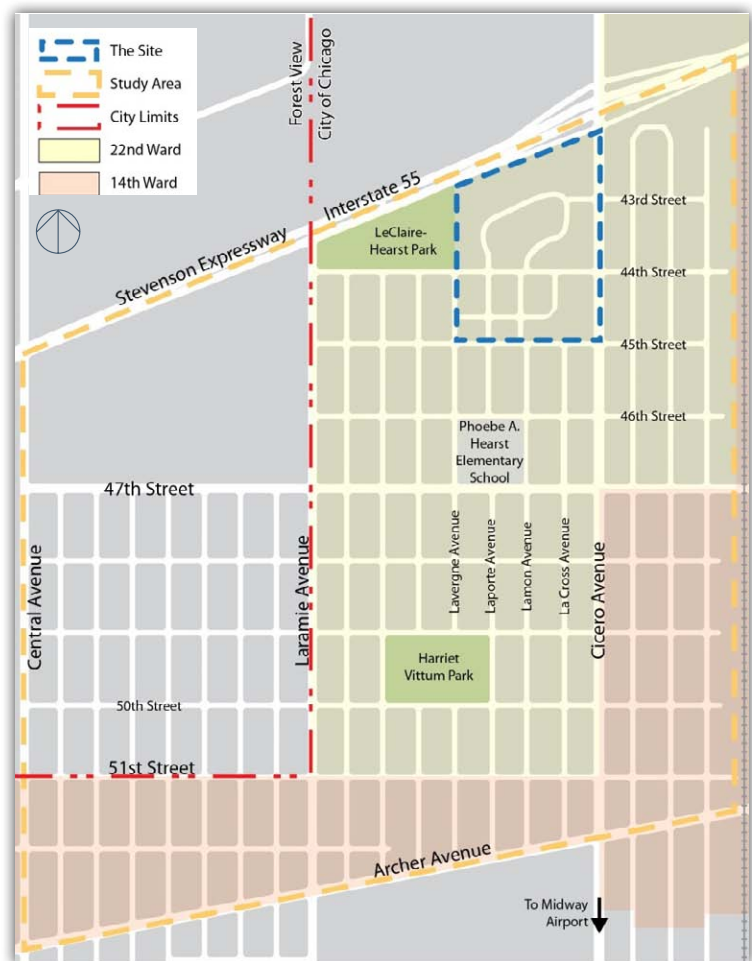 The Site
Study Area
City Limits
22nd Ward
14th Ward
Forest View
City of Chicago
Stevenson Expressway
Interstate 55
LeClaire-
Hearst Park
43rd Street
44th Street
45th Street
46th Street
Phoebe A.
Hearst
Elementary
School
47th Street
Central Avenue
Laramie Avenue
Lavergne Avenue
Laporte Avenue
Lamon Avenue
La Cross Avenue
Cicero Avenue
Harriet
Vittum Park
50th Street
51st Street
Archer Avenue
To Midway
Airport